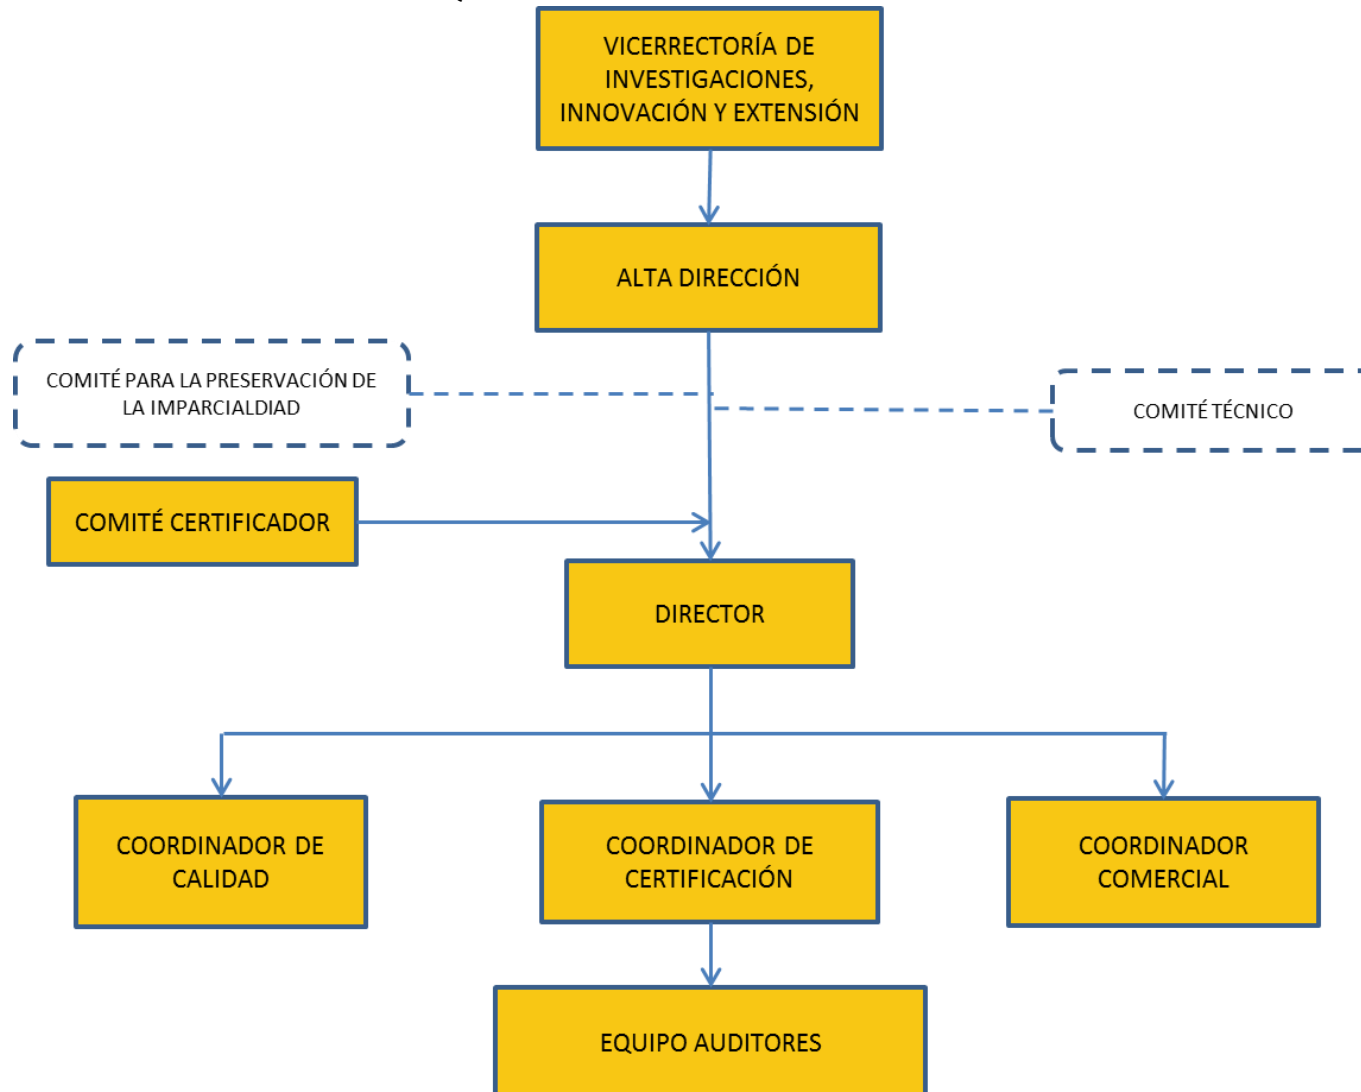 VICERRECTORÍA DE
INVESTIGACIONES,
INNOVACIÓN Y EXTENSIÓN
ALTA DIRECCIÓN
COMITÉ PARA LA PRESERVACIÓN DE
LA IMPARCIALDIAD
COMITÉ TÉCNICO
COMITÉ CERTIFICADOR
DIRECTOR
COORDINADOR DE
CALIDAD
COORDINADOR DE
CERTIFICACIÓN
COORDINADOR
COMERCIAL
EQUIPO AUDITORES